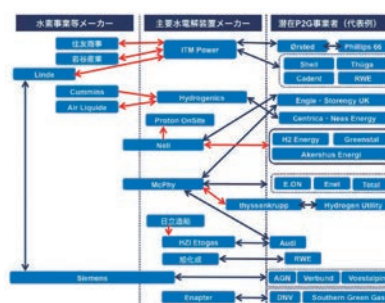 水素事業等メーカー
主要水電解装置メーカー
潜在P2G事業者(代表例)
住友商事
岩谷産業
ITM Power
Ørsted
Phillips 66
Linde
Shell
Thüga
Cadent
RWE
Cummins
Air Liquide
Hydrogenics
Engie・Storengy UK
Centrica・Ness Energy
Proton OnSite
Nell
H2 Energy
Greenstat
Akershus Energi
McPhy
E.ON
Enel
Total
thyssenkrupp
Hydrogen Utility
日立造船
HZI Etogas
Audi
旭化成
RWE
Siemens
AGN
Verbund
Voestalpine
Enapter
DNV
Southern Green Gas